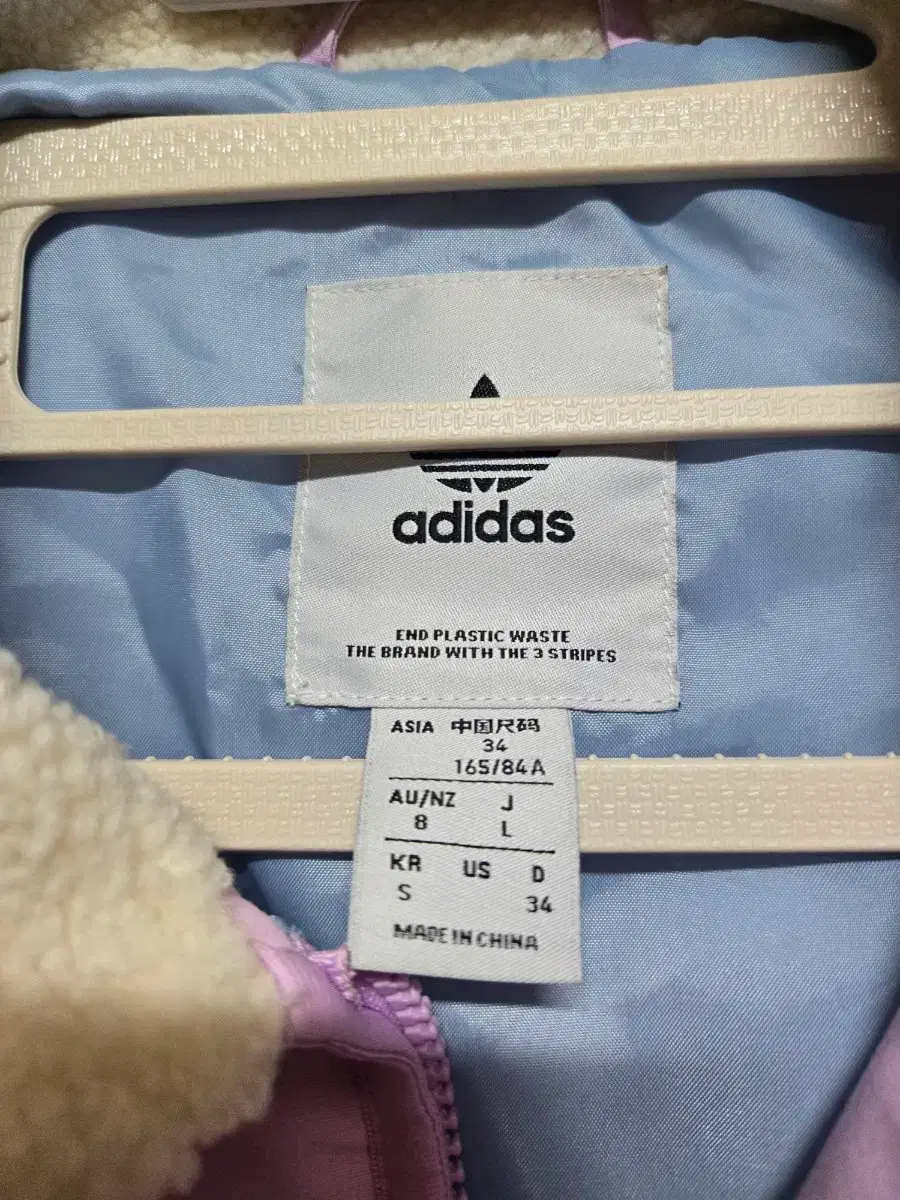 adidas
END PLASTIC WASTE
THE BRAND WITH THE 3 STRIPES
ASIA 中国尺码
34
165/84A
AU/NZ J
8 L
KR US D
S 34
MADE IN CHINA